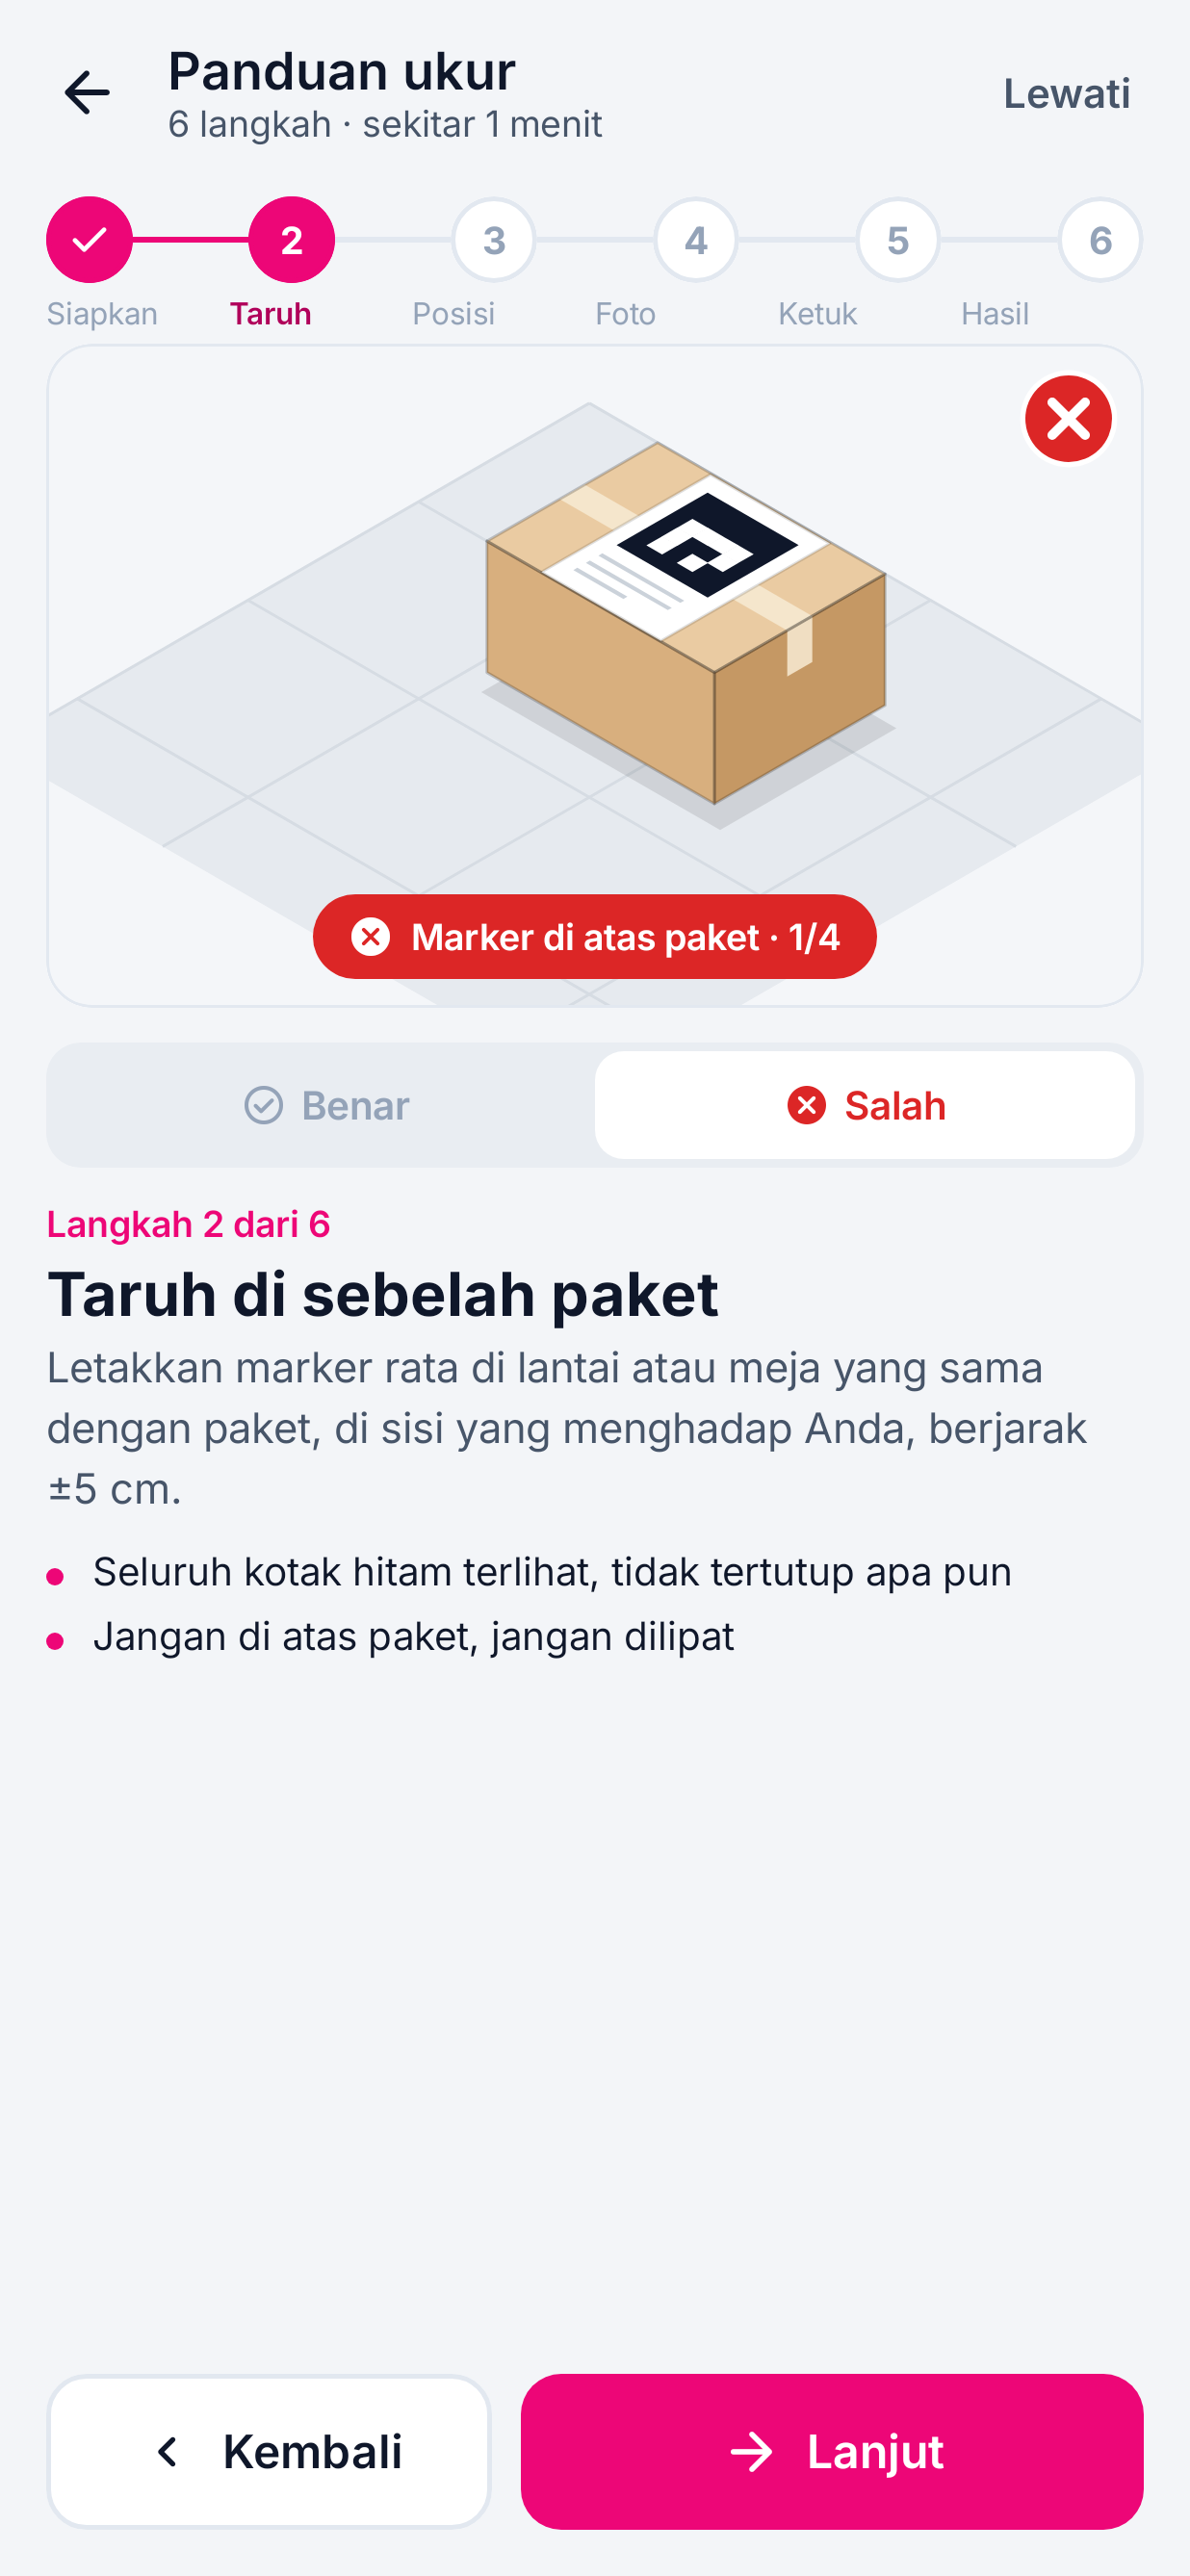 Panduan ukur
6 langkah · sekitar 1 menit
Lewati
2
3
4
5
6
Siapkan
Taruh
Posisi
Foto
Ketuk
Hasil
Marker di atas paket · 1/4
Benar
Salah
Langkah 2 dari 6
Taruh di sebelah paket
Letakkan marker rata di lantai atau meja yang sama
dengan paket, di sisi yang menghadap Anda, berjarak
±5 cm.
Seluruh kotak hitam terlihat, tidak tertutup apa pun
Jangan di atas paket, jangan dilipat
Kembali
Lanjut